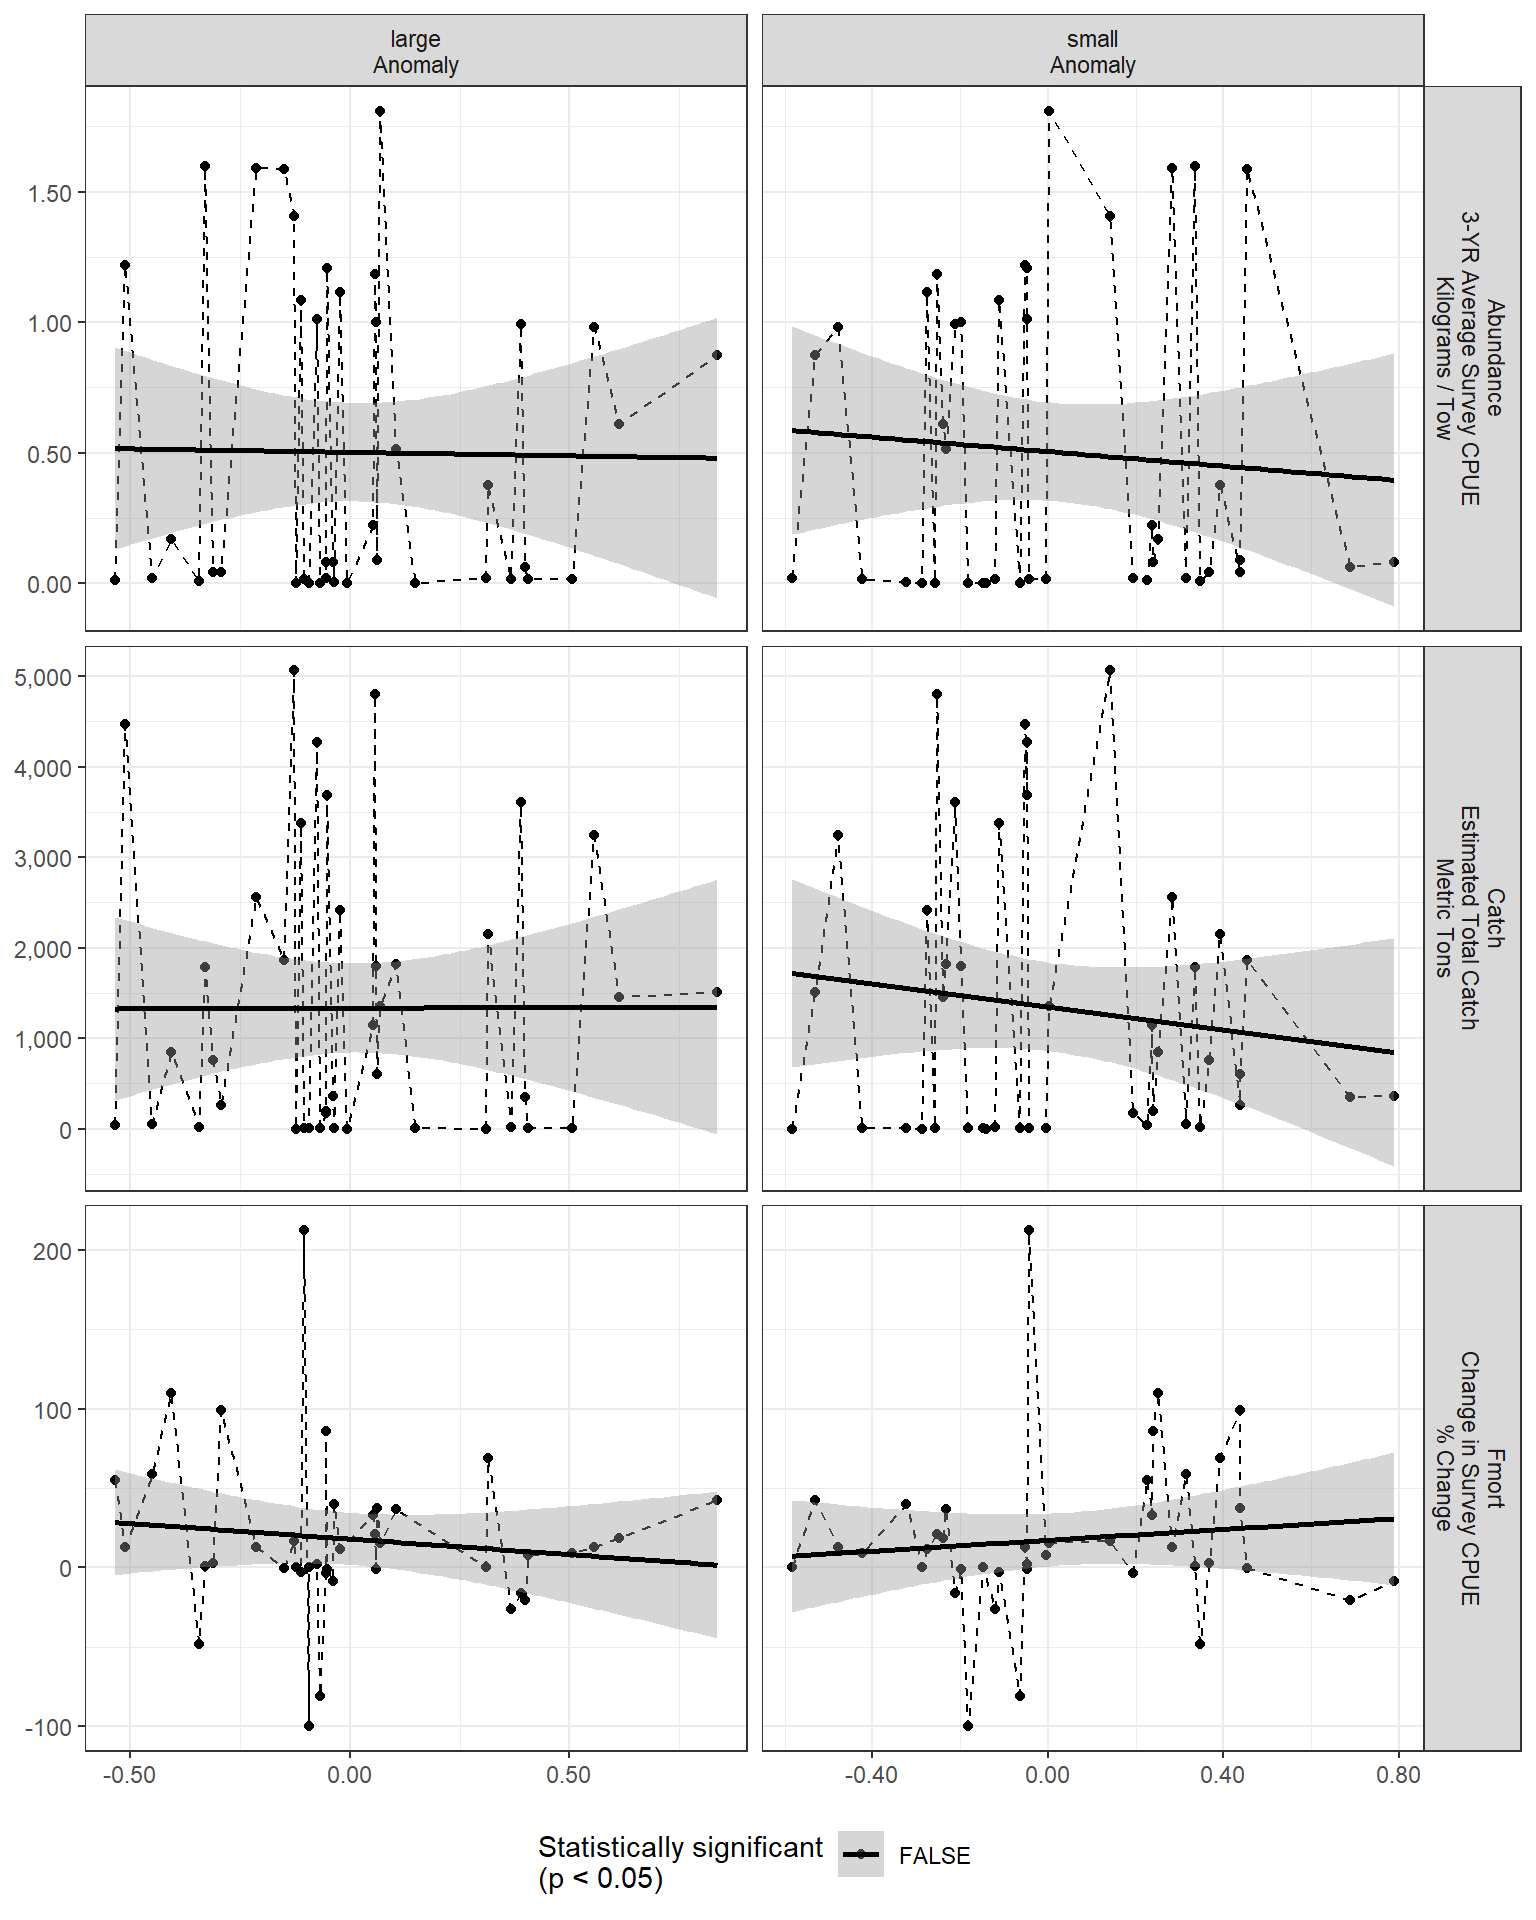 large
Anomaly
small
Anomaly
1.50
1.00
0.50
0.00
Abundance
3-YR Average Survey CPUE
Kilograms / Tow
5,000
4,000
3,000
2,000
1,000
0
Catch
Estimated Total Catch
Metric Tons
200
100
0
-100
Fmort
Change in Survey CPUE
% Change
-0.50
0.00
0.50
-0.40
0.00
0.40
0.80
Statistically significant
(p < 0.05)
FALSE